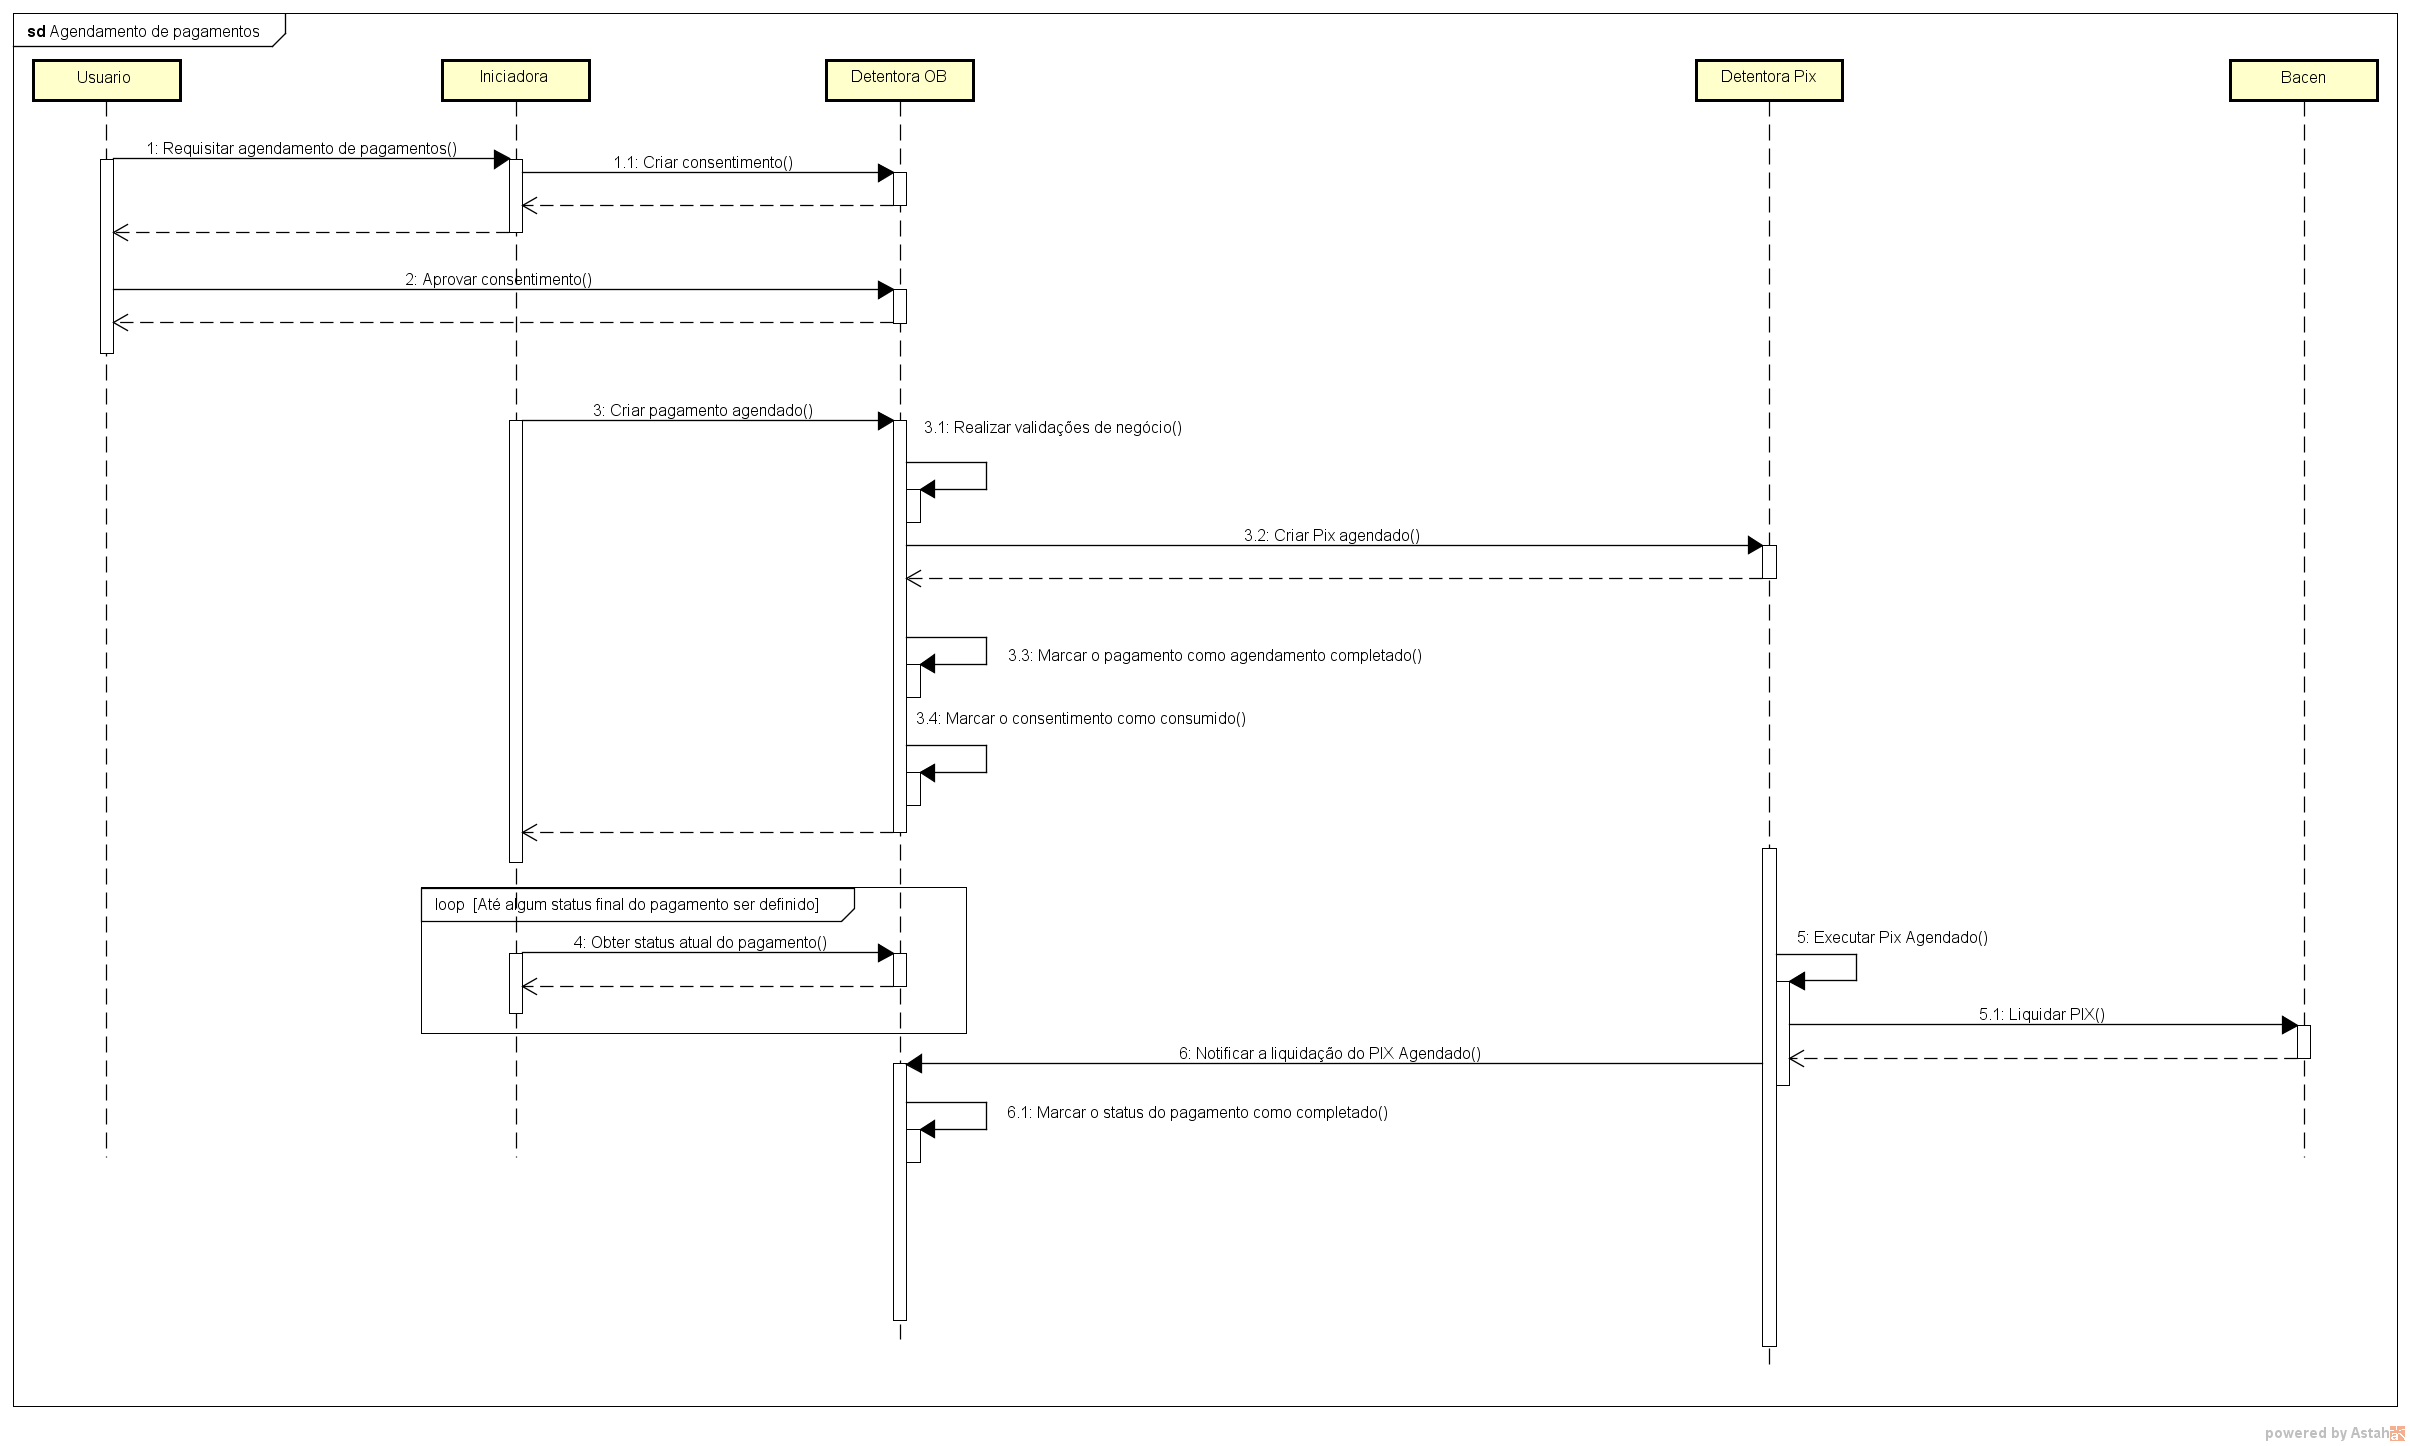 sd Agendamento de pagamentos
Usuario
Iniciadora
Detentora OB
Detentora Pix
Bacen
1: Requisitar agendamento de pagamentos()
1.1: Criar consentimento()
2: Aprovar consentimento()
3: Criar pagamento agendado()
3.1: Realizar validações de negócio()
3.2: Criar Pix agendado()
3.3: Marcar o pagamento como agendamento completado()
3.4: Marcar o consentimento como consumido()
loop [Até algum status final do pagamento ser definido]
4: Obter status atual do pagamento()
5: Executar Pix Agendado()
5.1: Liquidar PIX()
6: Notificar a liquidação do PIX Agendado()
6.1: Marcar o status do pagamento como completado()
powered by Astah